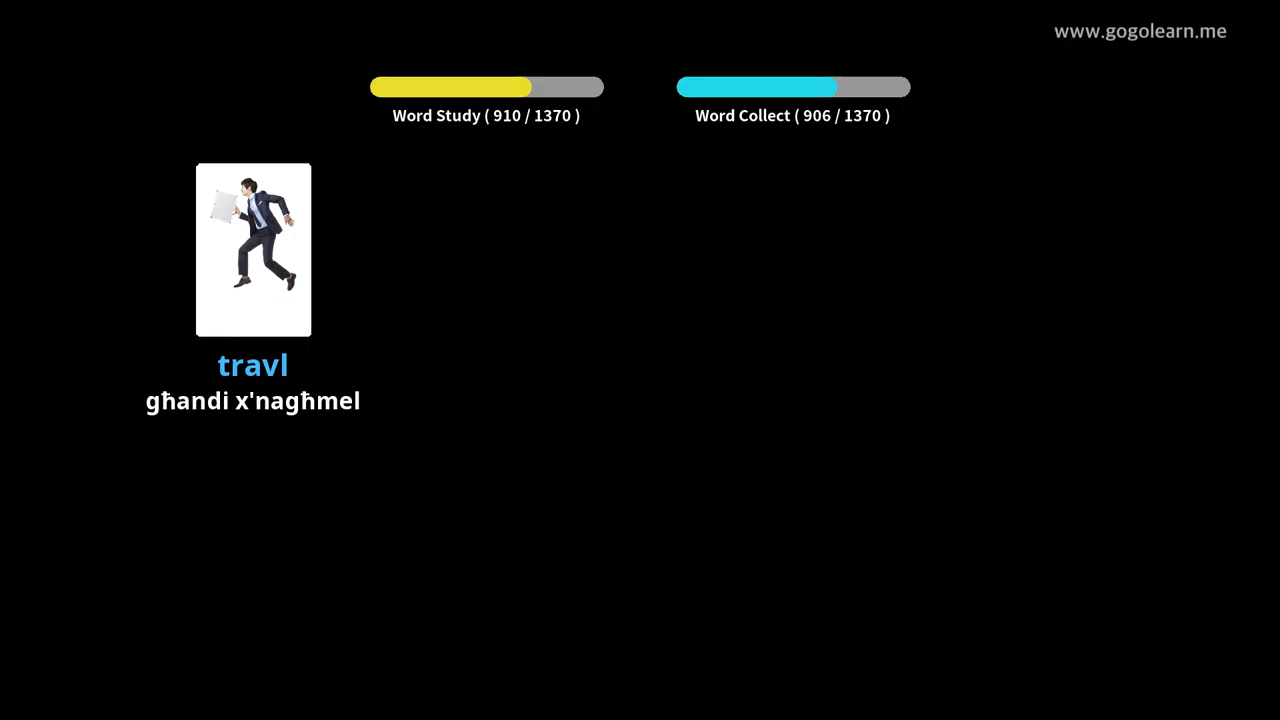 www.gogolearn.me
Word Study ( 910 / 1370 )
Word Collect ( 906 / 1370 )
travl
għandi x'nagħmel